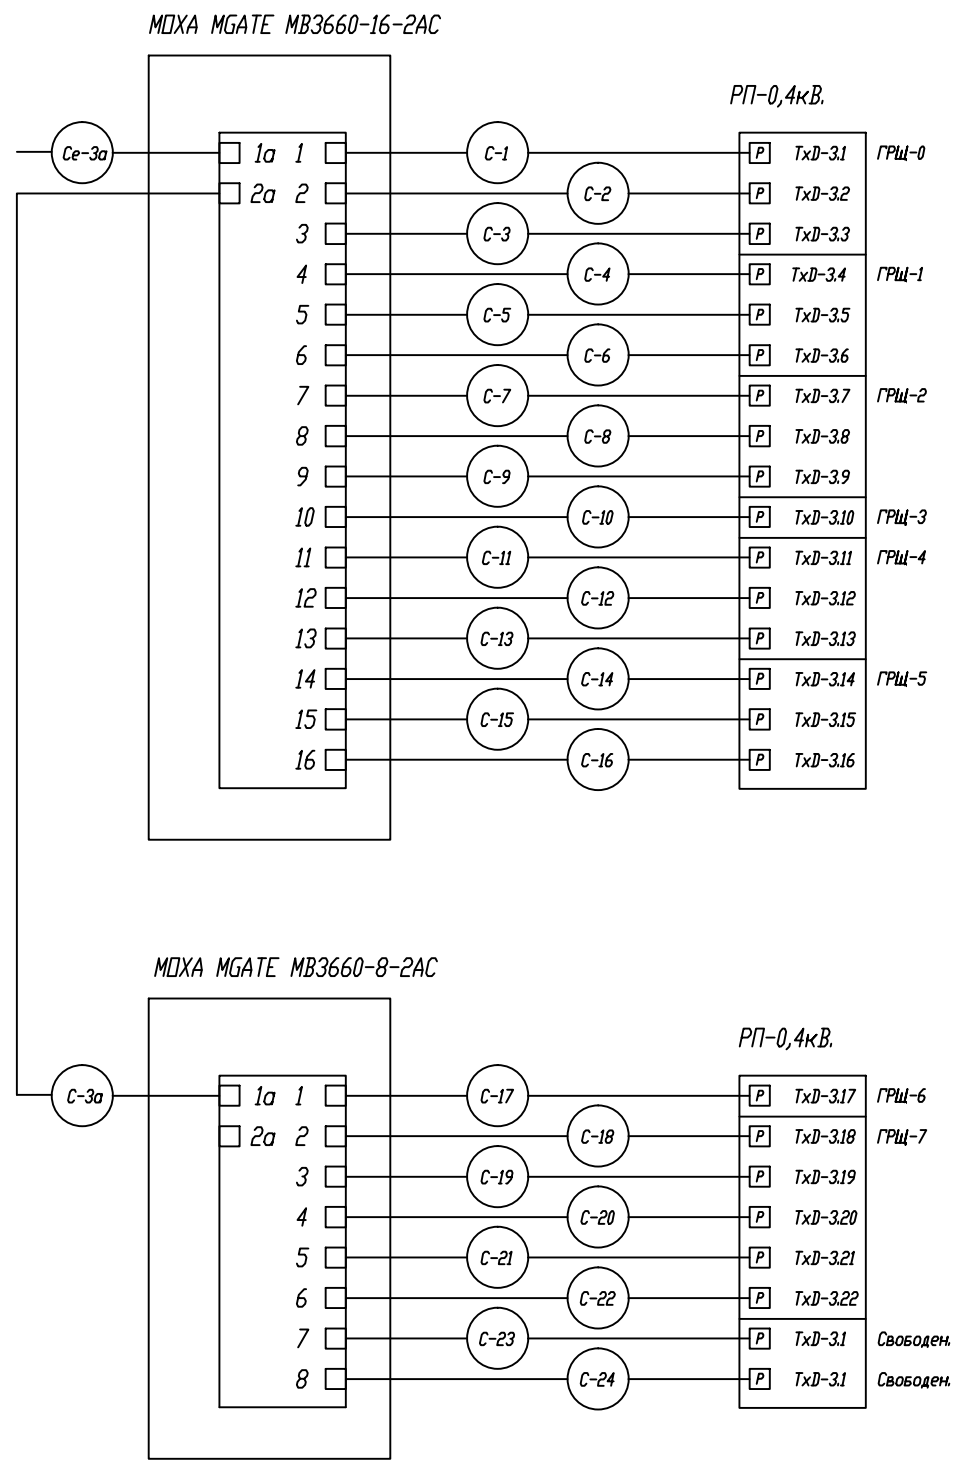 MOXA MGATE MB3660-16-2AC
РП-0,4кВ.
Се-3а 1а 1 С-1 P TxD-3.1 ГРЩ-0
2а 2 С-2 P TxD-3.2
3 С-3 P TxD-3.3
4 С-4 P TxD-3.4 ГРЩ-1
5 С-5 P TxD-3.5
6 С-6 P TxD-3.6
7 С-7 P TxD-3.7 ГРЩ-2
8 С-8 P TxD-3.8
9 С-9 P TxD-3.9
10 С-10 P TxD-3.10 ГРЩ-3
11 С-11 P TxD-3.11 ГРЩ-4
12 С-12 P TxD-3.12
13 С-13 P TxD-3.13
14 С-14 P TxD-3.14 ГРЩ-5
15 С-15 P TxD-3.15
16 С-16 P TxD-3.16
MOXA MGATE MB3660-8-2AC
РП-0,4кВ.
С-3а 1а 1 С-17 P TxD-3.17 ГРЩ-6
2а 2 С-18 P TxD-3.18 ГРЩ-7
3 С-19 P TxD-3.19
4 С-20 P TxD-3.20
5 С-21 P TxD-3.21
6 С-22 P TxD-3.22
7 С-23 P TxD-3.1 Свободен.
8 С-24 P TxD-3.1 Свободен.